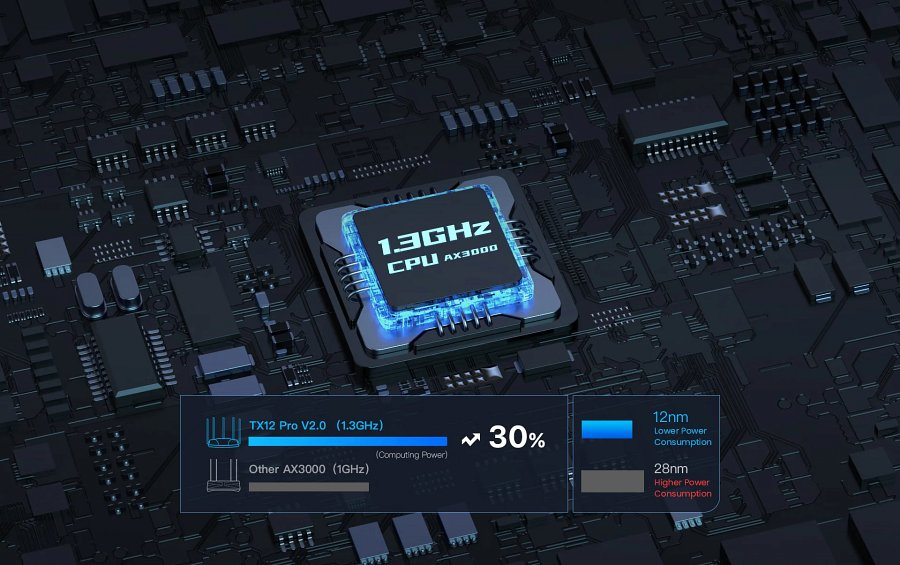 1.3GHz
CPU AX3000
TX12 Pro V2.0 (1.3GHz)
30%
(Computing Power)
Other AX3000 (1GHz)
12nm
Lower Power
Consumption
28nm
Higher Power
Consumption